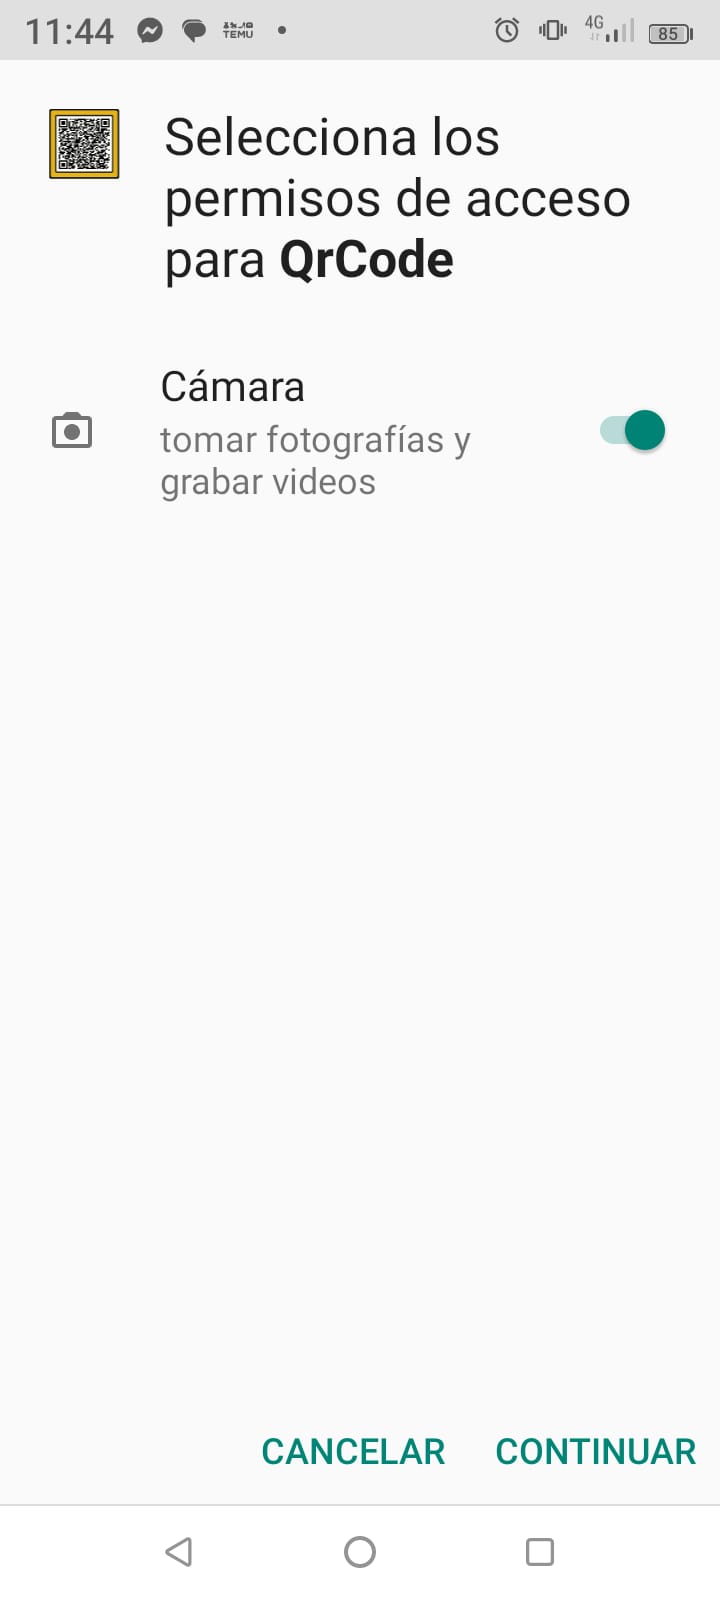 11:44
TEMU
4G
85
Selecciona los
permisos de acceso
para QrCode
Cámara
tomar fotografías y
grabar videos
CANCELAR CONTINUAR